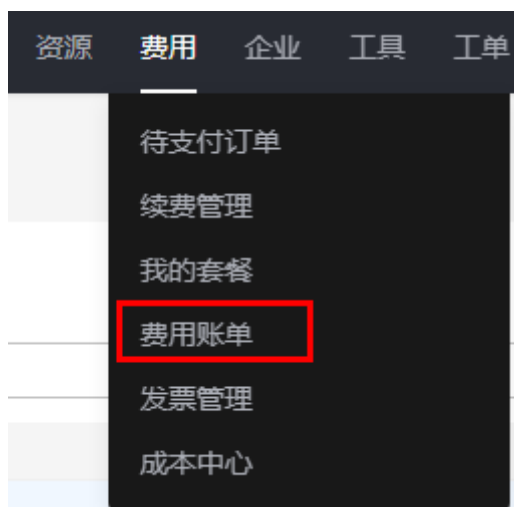 资源 费用 企业 工具 工单
待支付订单
续费管理
我的套餐
费用账单
发票管理
成本中心